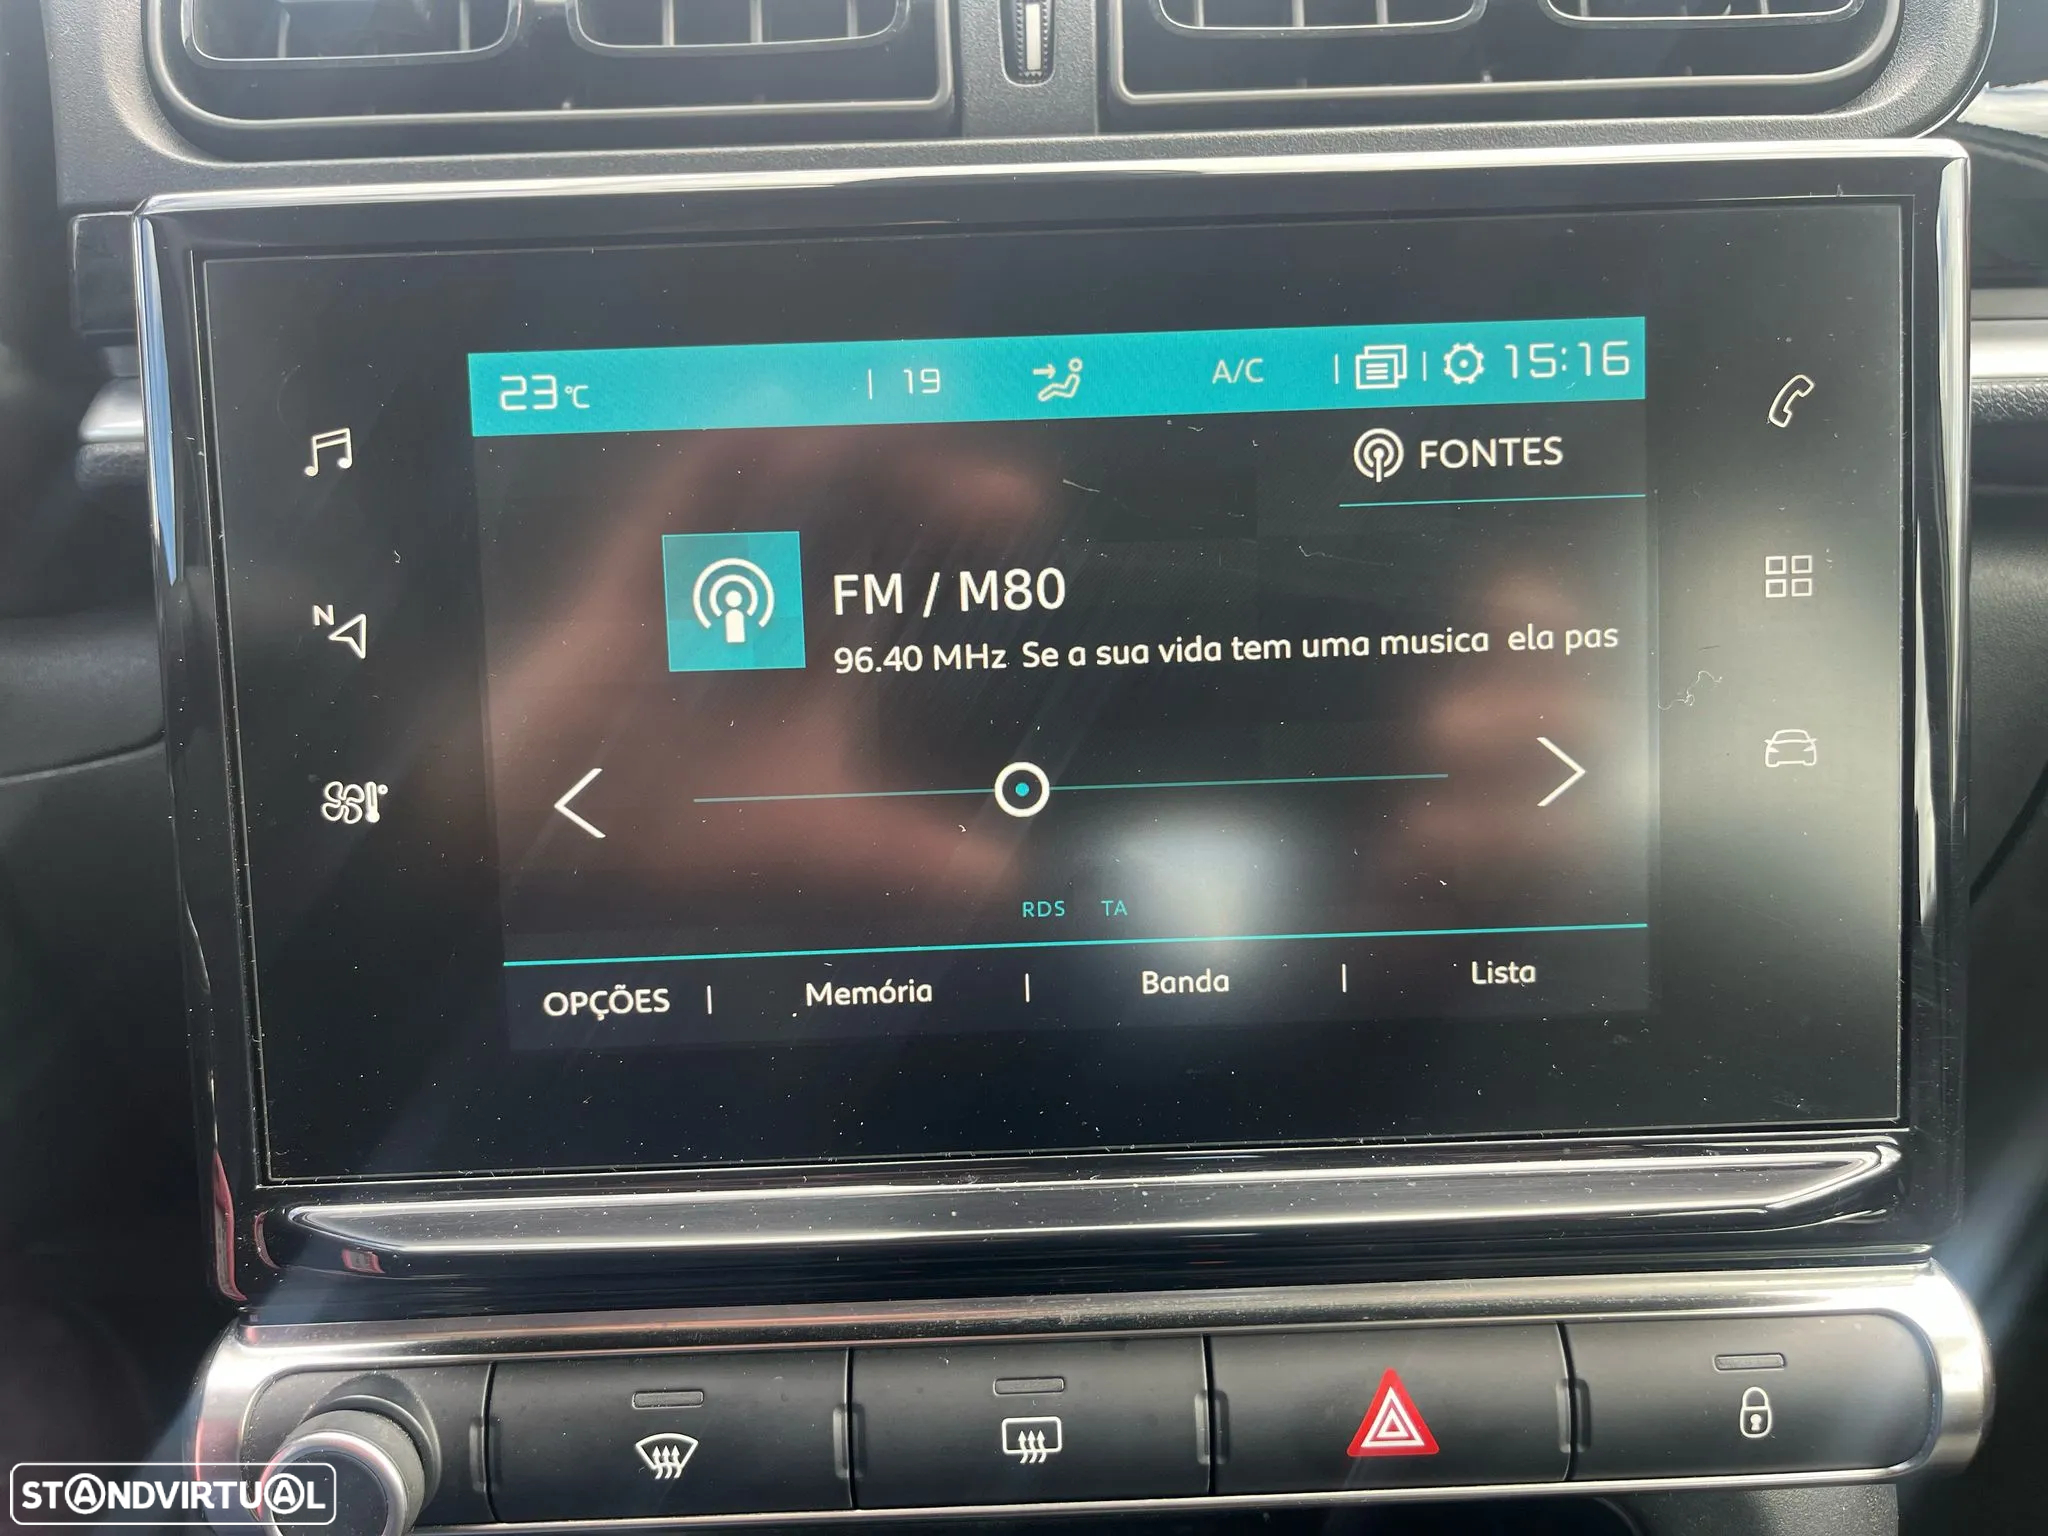 23 °C | 19 A/C | | 15:16
FONTES
FM / M80
96.40 MHz Se a sua vida tem uma musica ela pas
N
RDS TA
OPÇÕES | Memória | Banda | Lista
STANDVIRTUAL